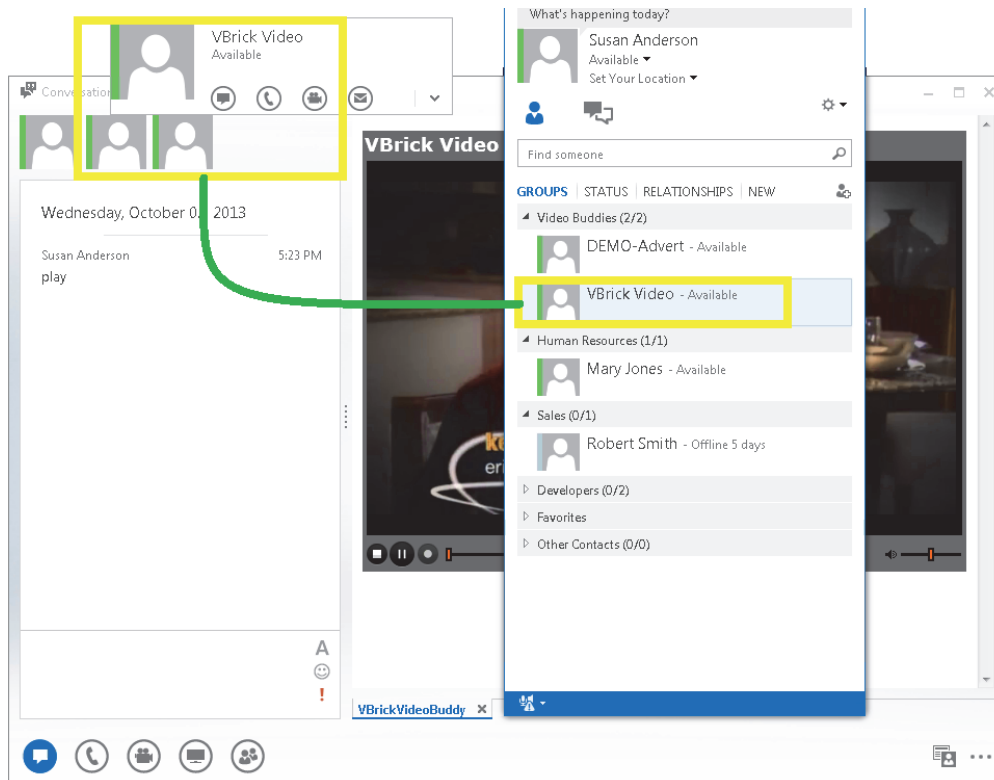 What's happening today?
Susan Anderson
Available
Set Your Location
Find someone
GROUPS STATUS RELATIONSHIPS NEW
Video Buddies (2/2)
DEMO-Advert - Available
VBrick Video - Available
Human Resources (1/1)
Mary Jones - Available
Sales (0/1)
Robert Smith - Offline 5 days
Developers (0/2)
Favorites
Other Contacts (0/0)
VBrick Video
Available
VBrick Video
Wednesday, October 2013
Susan Anderson 5:23 PM
play
A
!
VBrickVideoBuddy